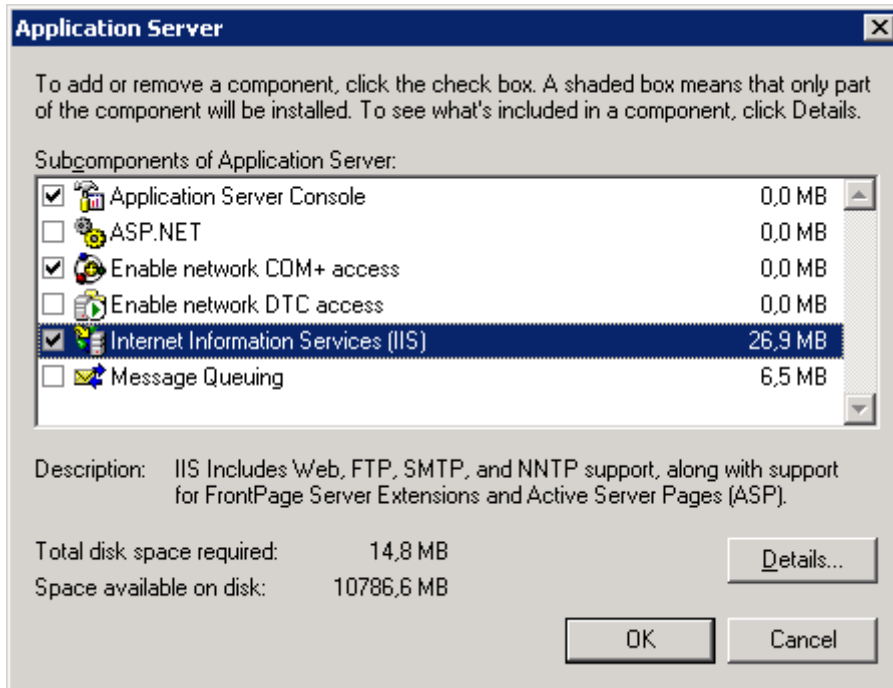 Application Server
To add or remove a component, click the check box. A shaded box means that only part
of the component will be installed. To see what's included in a component, click Details.
Subcomponents of Application Server:
Application Server Console 0,0 MB
ASP.NET 0,0 MB
Enable network COM+ access 0,0 MB
Enable network DTC access 0,0 MB
Internet Information Services (IIS) 26,9 MB
Message Queuing 6,5 MB
Description: IIS Includes Web, FTP, SMTP, and NNTP support, along with support
for FrontPage Server Extensions and Active Server Pages (ASP).
Total disk space required: 14,8 MB
Space available on disk: 10786,6 MB
Details...
OK Cancel